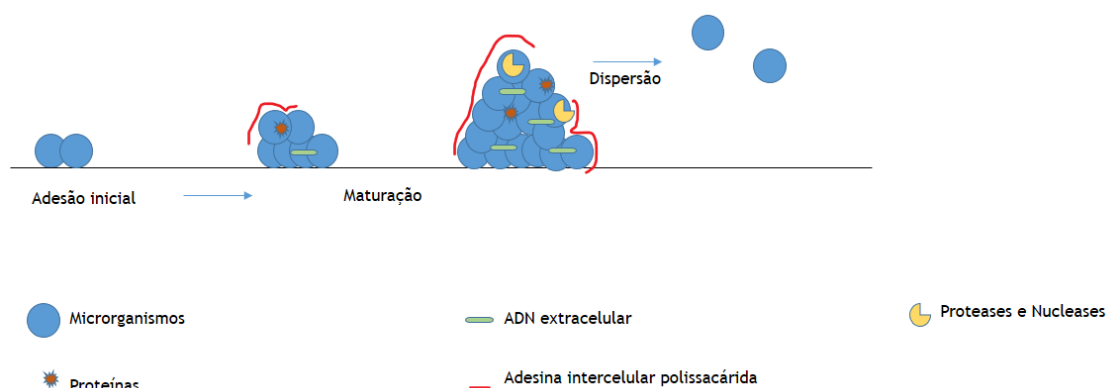 Dispersão
Adesão inicial
Maturação
Microrganismos
ADN extracelular
Proteases e Nucleases
Proteínas
Adesina intercelular polissacárida